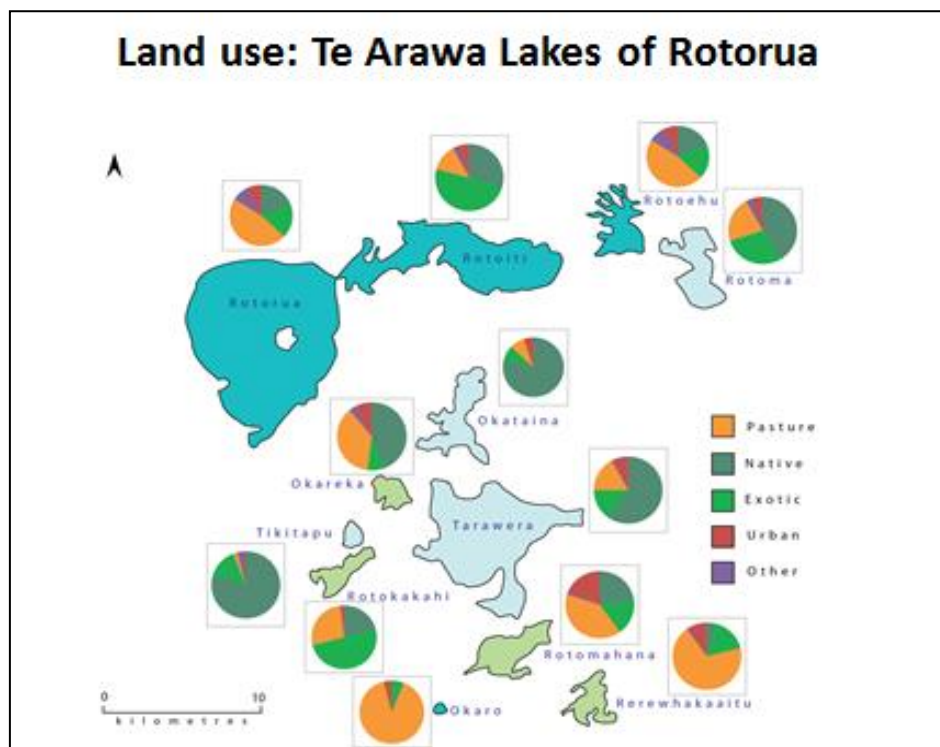 Land use: Te Arawa Lakes of Rotorua
Rotoehu
Rotoiti
Rotoma
Rotorua
Okataina
Pasture
Native
Okareka
Exotic
Tarawera
Urban
Tikitapu
Other
Rotokakahi
Rotomahana
Rerewhakaaitu
Okaro
0 10
kilometres